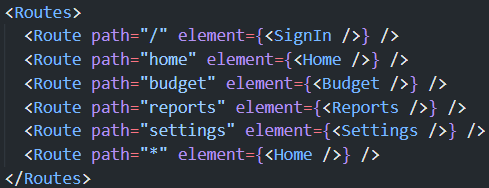 <Routes>
<Route path="/" element={<SignIn />} />
<Route path="home" element={<Home />} />
<Route path="budget" element={<Budget />} />
<Route path="reports" element={<Reports />} />
<Route path="settings" element={<Settings />} />
<Route path="*" element={<Home />} />
</Routes>